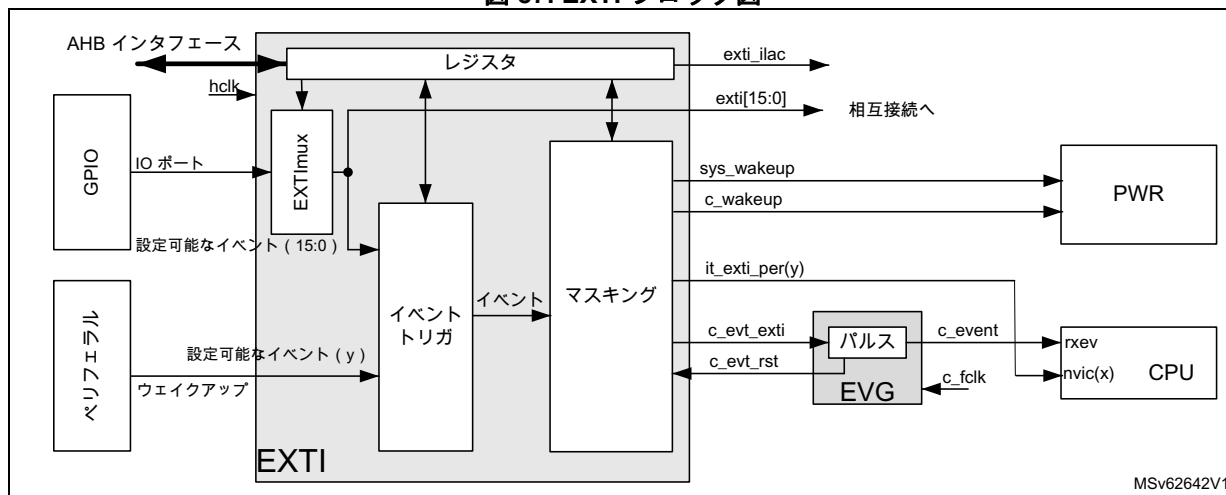 図 37. EXTI ブロック図
AHB インタフェース
レジスタ
exti_ilac
hclk
exti[15:0]
相互接続へ
GPIO
IO ポート
EXTImux
sys_wakeup
c_wakeup
PWR
設定可能なイベント ( 15:0 )
it_exti_per(y)
イベント
トリガ
イベント
マスキング
ペリフェラル
設定可能なイベント ( y )
ウェイクアップ
c_evt_exti
パルス
c_event
rxev
c_evt_rst
nvic(x)
CPU
EVG
c_fclk
EXTI
MSv62642V1